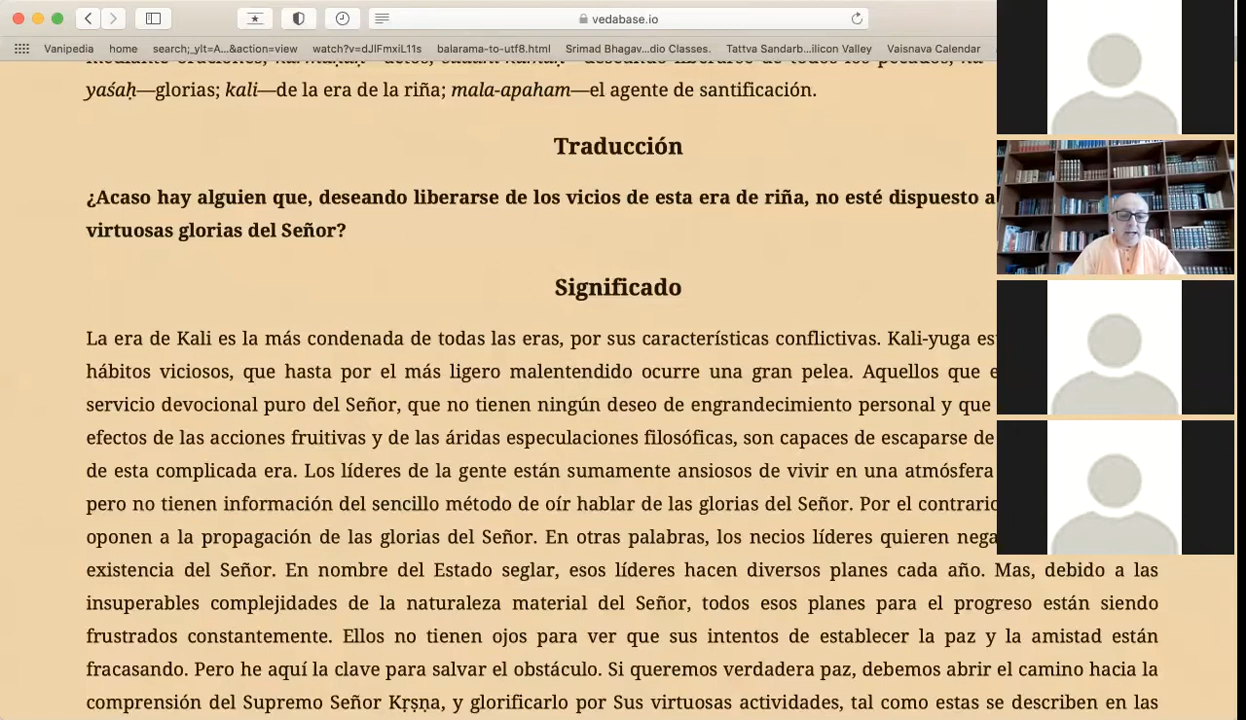 vedabase.io
Vanipedia home search;_ylt=A...&action=view watch?v=dJlFmxiL11s balarama-to-utf8.html Srimad Bhagav...dio Classes. Tattva Sandarb...ilicon Valley Vaisnava Calendar
yaśaḥ—glorias; kali—de la era de la riña; mala-apaham—el agente de santificación.
Traducción
¿Acaso hay alguien que, deseando liberarse de los vicios de esta era de riña, no esté dispuesto a
virtuosas glorias del Señor?
Significado
La era de Kali es la más condenada de todas las eras, por sus características conflictivas. Kali-yuga
hábitos viciosos, que hasta por el más ligero malentendido ocurre una gran pelea. Aquellos que
servicio devocional puro del Señor, que no tienen ningún deseo de engrandecimiento personal y que
efectos de las acciones fruitivas y de las áridas especulaciones filosóficas, son capaces de escaparse de
de esta complicada era. Los líderes de la gente están sumamente ansiosos de vivir en una atmósfera
pero no tienen información del sencillo método de oír hablar de las glorias del Señor. Por el
oponen a la propagación de las glorias del Señor. En otras palabras, los necios líderes quieren
existencia del Señor. En nombre del Estado seglar, esos líderes hacen diversos planes cada año. Mas, debido a las
insuperables complejidades de la naturaleza material del Señor, todos esos planes para el progreso están siendo
frustrados constantemente. Ellos no tienen ojos para ver que sus intentos de establecer la paz y la amistad están
fracasando. Pero he aquí la clave para salvar el obstáculo. Si queremos verdadera paz, debemos abrir el camino hacia la
comprensión del Supremo Señor Kṛṣṇa, y glorificarlo por Sus virtuosas actividades, tal como estas se describen en las